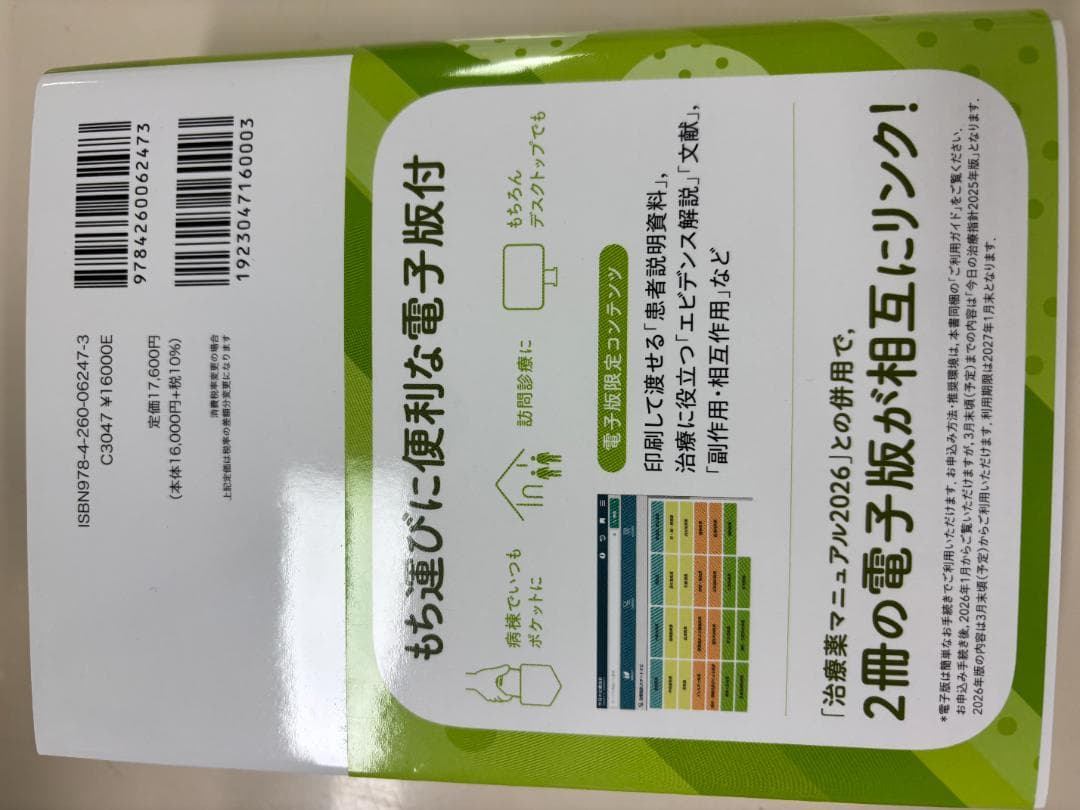 9784260062473
1923047160003
ISBN978-4-260-06247-3
C3047 ¥16000E
定価17,600円
(本体16,000円+税10%)
消費税率変更の場合
上記定価は税率の差額分変更になります
もち運びに便利な電子版付
病棟でいつも
ポケットに
訪問診療に
もちろん
デスクトップでも
電子版限定コンテンツ
印刷して渡せる「患者説明資料」,
治療に役立つ「エビデンス解説」「文献」,
「副作用・相互作用」など
「治療薬マニュアル2026」との併用で,
2冊の電子版が相互にリンク!
*電子版は簡単なお手続きでご利用いただけます. お申込み方法・推奨環境は, 本書同梱の「ご利用ガイド」をご覧ください.
お申込み手続き後, 2026年1月からご覧いただけますが, 3月末頃(予定)までの内容は「今日の治療指針2025年版」となります.
2026年版の内容は3月末頃(予定)からご利用いただけます. 利用期限は2027年1月末となります.